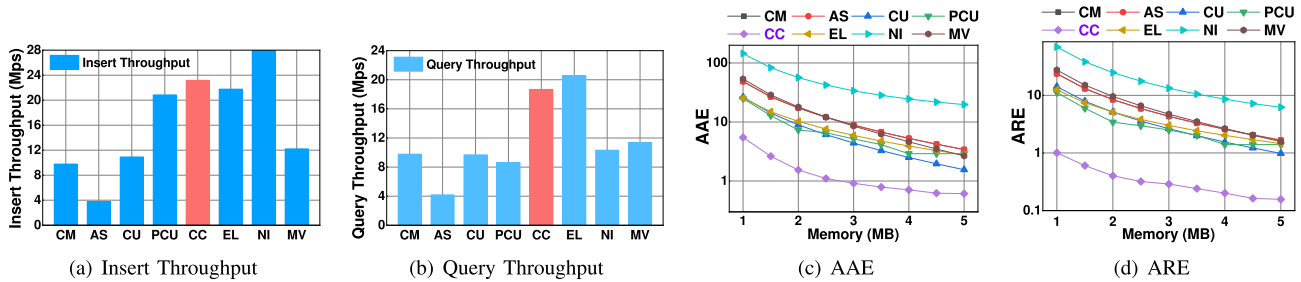 Insert Throughput (Mps)
28
24
20
16
12
8
4
0
Insert Throughput
CM AS CU PCU CC EL NI MV
(a) Insert Throughput
Query Throughput (Mps)
24
20
16
12
8
4
0
Query Throughput
CM AS CU PCU CC EL NI MV
(b) Query Throughput
CM AS CU PCU
CC EL NI MV
AAE
100
10
1
1 2 3 4 5
Memory (MB)
(c) AAE
CM AS CU PCU
CC EL NI MV
ARE
10
1
0.1
1 2 3 4 5
Memory (MB)
(d) ARE